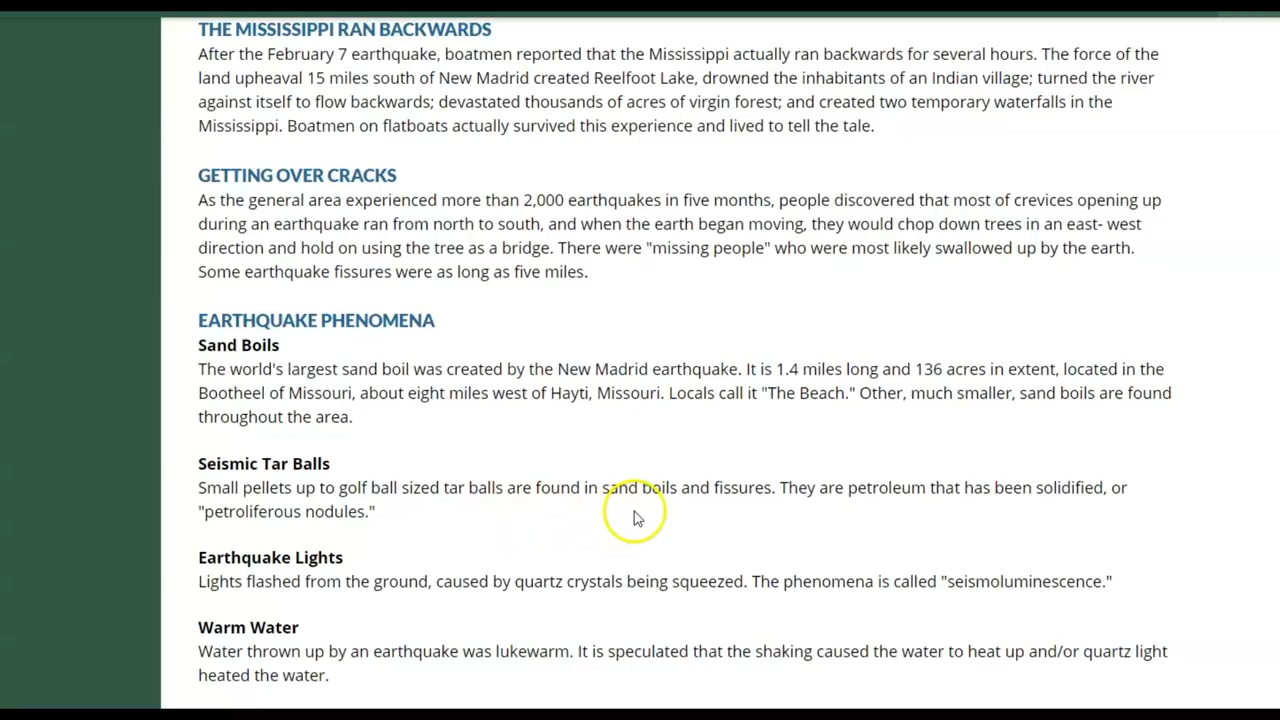 THE MISSISSIPPI RAN BACKWARDS
After the February 7 earthquake, boatmen reported that the Mississippi actually ran backwards for several hours. The force of the
land upheaval 15 miles south of New Madrid created Reelfoot Lake, drowned the inhabitants of an Indian village; turned the river
against itself to flow backwards; devastated thousands of acres of virgin forest; and created two temporary waterfalls in the
Mississippi. Boatmen on flatboats actually survived this experience and lived to tell the tale.
GETTING OVER CRACKS
As the general area experienced more than 2,000 earthquakes in five months, people discovered that most of crevices opening up
during an earthquake ran from north to south, and when the earth began moving, they would chop down trees in an east- west
direction and hold on using the tree as a bridge. There were "missing people" who were most likely swallowed up by the earth.
Some earthquake fissures were as long as five miles.
EARTHQUAKE PHENOMENA
Sand Boils
The world's largest sand boil was created by the New Madrid earthquake. It is 1.4 miles long and 136 acres in extent, located in the
Bootheel of Missouri, about eight miles west of Hayti, Missouri. Locals call it "The Beach." Other, much smaller, sand boils are found
throughout the area.
Seismic Tar Balls
Small pellets up to golf ball sized tar balls are found in sand boils and fissures. They are petroleum that has been solidified, or
"petroliferous nodules."
Earthquake Lights
Lights flashed from the ground, caused by quartz crystals being squeezed. The phenomena is called "seismoluminescence."
Warm Water
Water thrown up by an earthquake was lukewarm. It is speculated that the shaking caused the water to heat up and/or quartz light
heated the water.